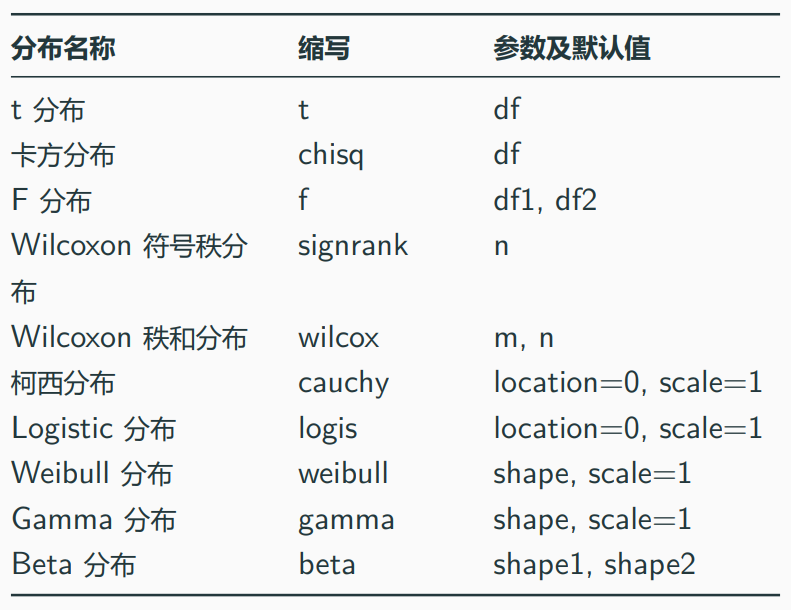 分布名称 缩写 参数及默认值
t 分布 t df
卡方分布 chisq df
F 分布 f df1, df2
Wilcoxon 符号秩分 signrank n
布
Wilcoxon 秩和分布 wilcox m, n
柯西分布 cauchy location=0, scale=1
Logistic 分布 logis location=0, scale=1
Weibull 分布 weibull shape, scale=1
Gamma 分布 gamma shape, scale=1
Beta 分布 beta shape1, shape2